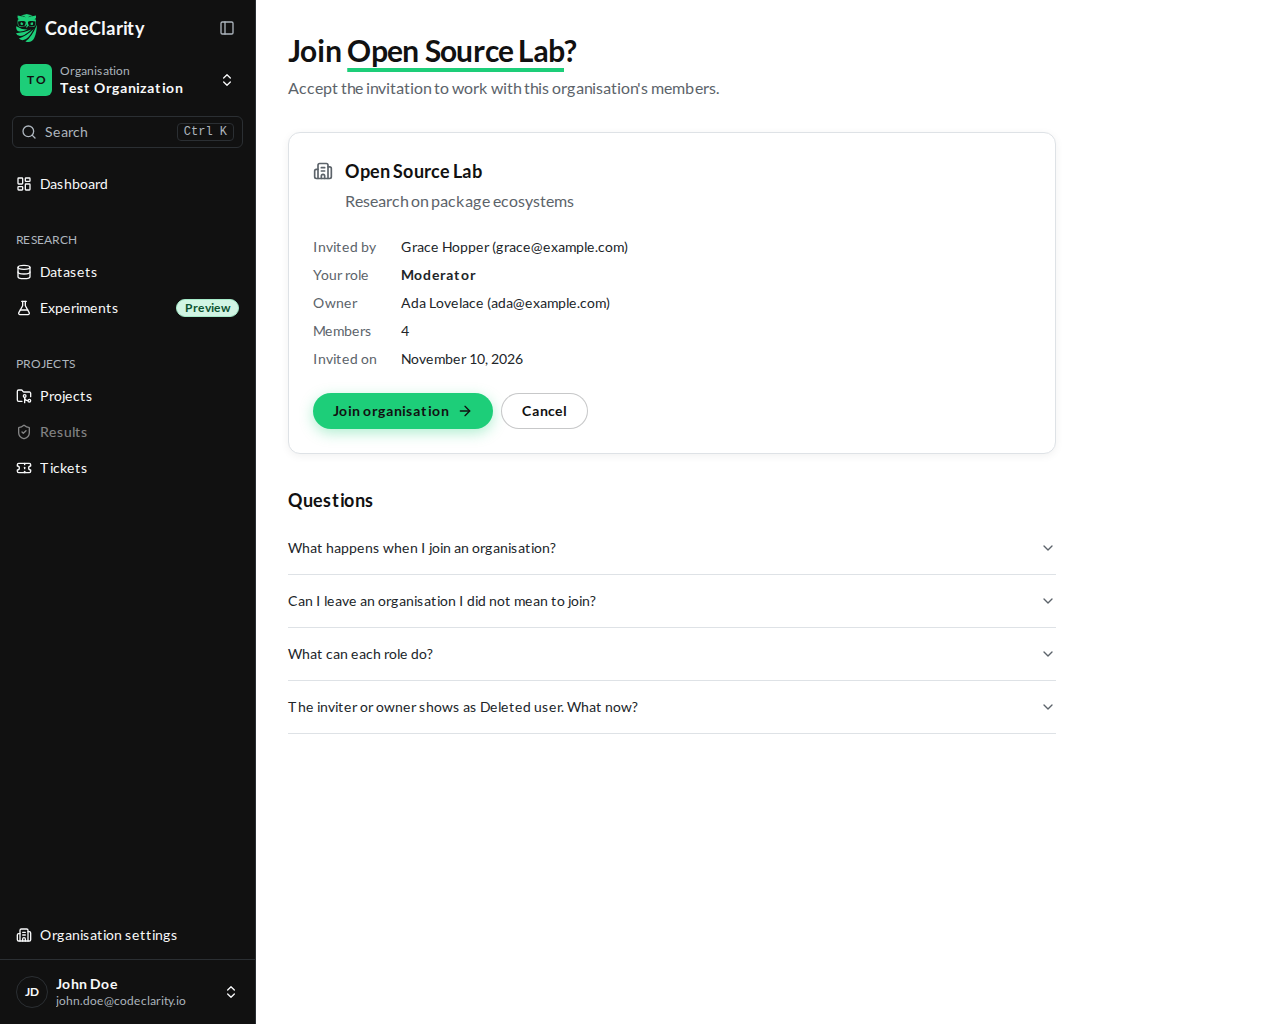 CodeClarity
TO
Organisation
Test Organization
Search
Ctrl K
Dashboard
RESEARCH
Datasets
Experiments
Preview
PROJECTS
Projects
Results
Tickets
Organisation settings
JD
John Doe
john.doe@codeclarity.io
Join Open Source Lab?
Accept the invitation to work with this organisation's members.
Open Source Lab
Research on package ecosystems
Invited by Grace Hopper (grace@example.com)
Your role Moderator
Owner Ada Lovelace (ada@example.com)
Members 4
Invited on November 10, 2026
Join organisation
Cancel
Questions
What happens when I join an organisation?
Can I leave an organisation I did not mean to join?
What can each role do?
The inviter or owner shows as Deleted user. What now?